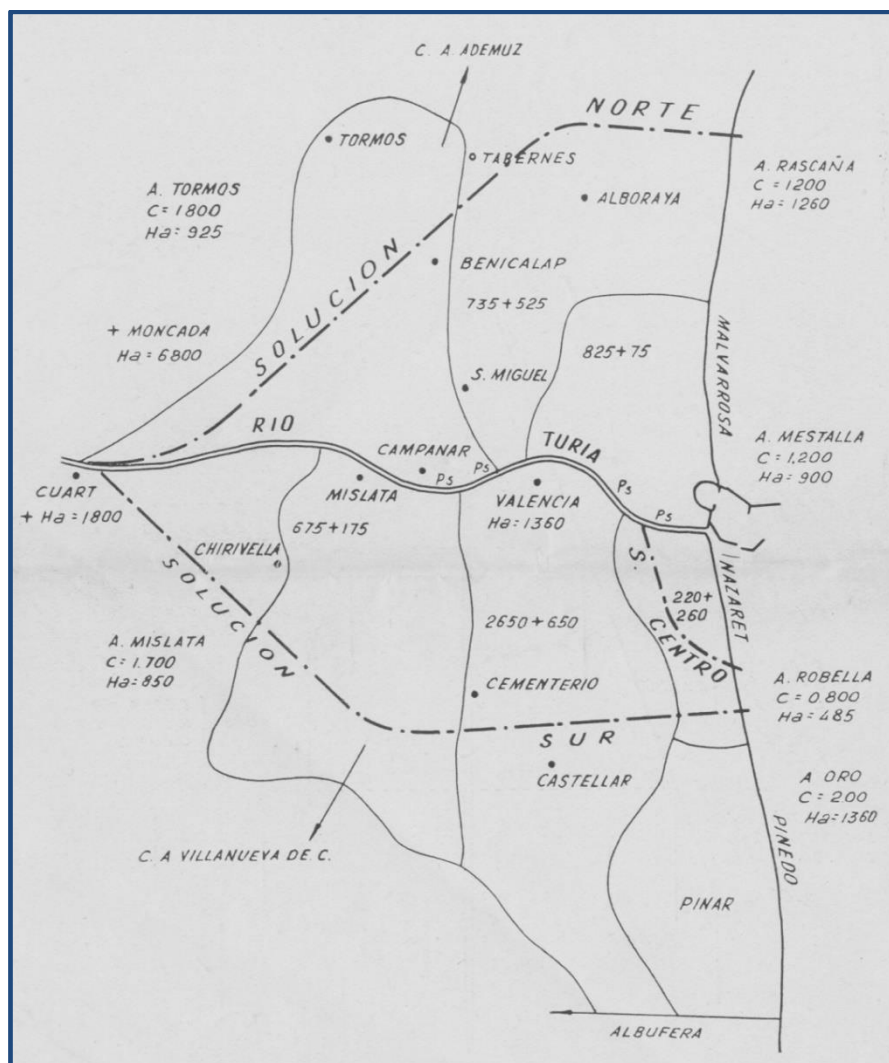 C. A. ADEMUZ
NORTE
TORMOS
TABERNES
A. TORMOS
C = 1800
Ha = 925
A. RASCAÑA
C = 1200
Ha = 1260
ALBORAYA
SOLUCION
BENICALAP
735 + 525
+ MONCADA
Ha = 6800
825 + 75
MALVARROSA
S. MIGUEL
RIO
TURIA
A. MESTALLA
C = 1,200
Ha = 900
CAMPANAR
Ps
Ps
Ps
CUART
+ Ha = 1800
MISLATA
VALENCIA
Ha = 1360
675 + 175
CHIRIVELLA
SOLUCION
S.
CENTRO
220 +
260
NAZARET
2650 + 650
A. MISLATA
C = 1.700
Ha = 850
CEMENTERIO
A. ROBELLA
C = 0.800
Ha = 485
SUR
CASTELLAR
A ORO
C = 2.00
Ha = 1360
C. A VILLANUEVA DE C.
PINEDO
PINAR
ALBUFERA